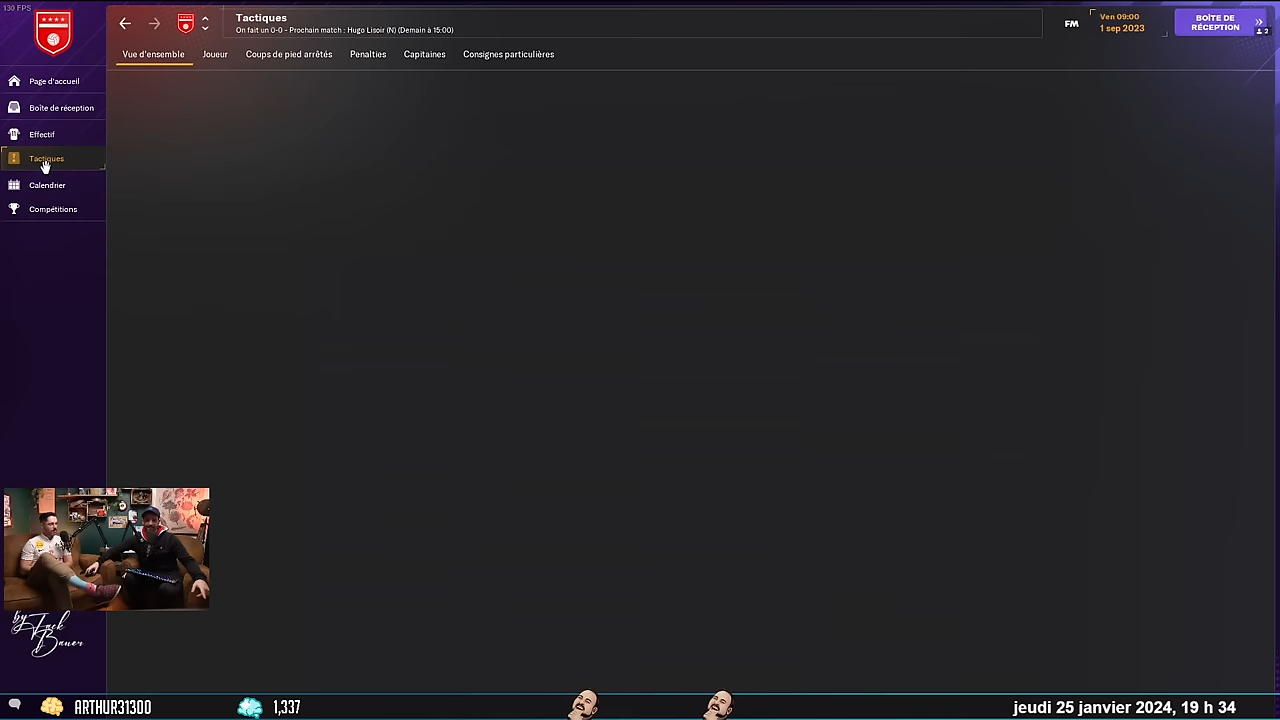 130 FPS
Tactiques
On fait un 0-0 - Prochain match : Hugo Lisoir (N) (Demain à 15:00)
FM
Ven 09:00
1 sep 2023
BOÎTE DE
RÉCEPTION
2
Vue d'ensemble
Joueur
Coups de pied arrêtés
Penalties
Capitaines
Consignes particulières
Page d'accueil
Boîte de réception
Effectif
Tactiques
Calendrier
Compétitions
by Jack
Bauer
ARTHUR31300
1,337
jeudi 25 janvier 2024, 19 h 34